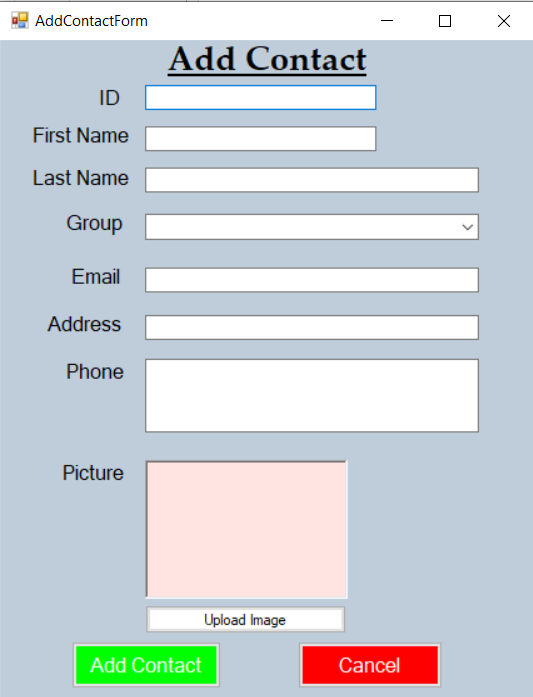 AddContactForm
Add Contact
ID
First Name
Last Name
Group
Email
Address
Phone
Picture
Upload Image
Add Contact Cancel